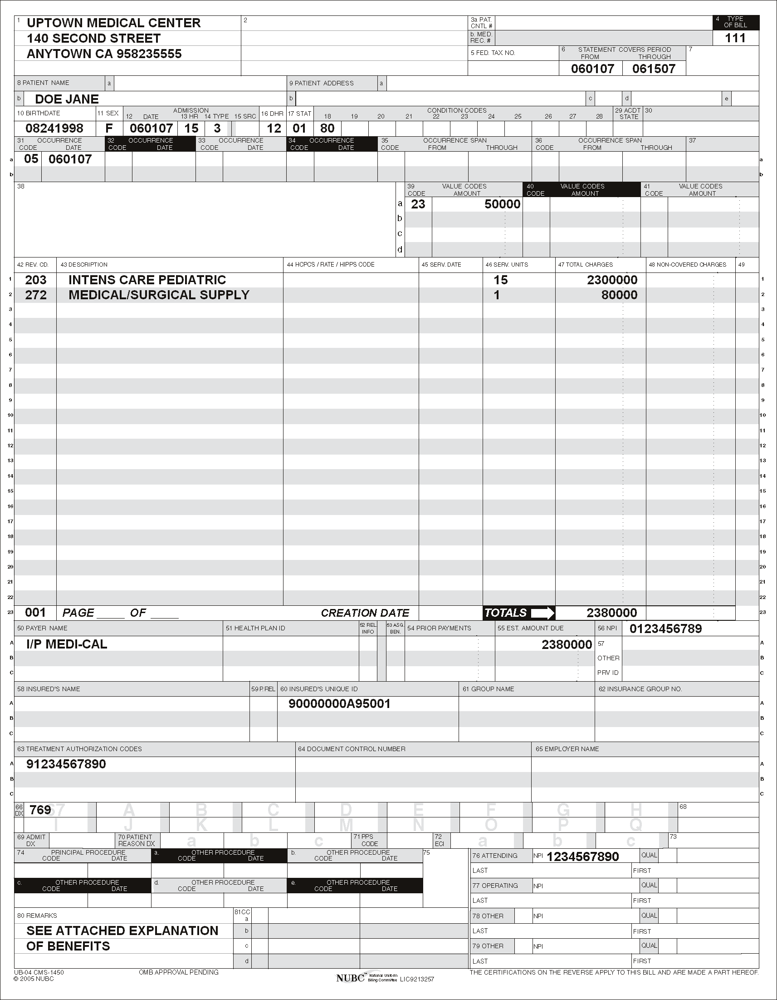 1 UPTOWN MEDICAL CENTER 2 3a PAT. CNTL # 4 TYPE OF BILL
140 SECOND STREET b. MED. REC. # 111
ANYTOWN CA 958235555 5 FED. TAX NO. 6 STATEMENT COVERS PERIOD FROM THROUGH 7
060107 061507
8 PATIENT NAME a 9 PATIENT ADDRESS a
b DOE JANE b c d e
10 BIRTHDATE 11 SEX 12 DATE ADMISSION 13 HR 14 TYPE 15 SRC 16 DHR 17 STAT 18 19 20 21 CONDITION CODES 22 23 24 25 26 27 28 29 ACDT STATE 30
08241998 F 060107 15 3 12 01 80
31 OCCURRENCE CODE DATE 32 OCCURRENCE CODE DATE 33 OCCURRENCE CODE DATE 34 OCCURRENCE CODE DATE 35 OCCURRENCE SPAN CODE FROM THROUGH 36 OCCURRENCE SPAN CODE FROM THROUGH 37
a 05 060107 a
b b
38 39 VALUE CODES CODE AMOUNT 40 VALUE CODES CODE AMOUNT 41 VALUE CODES CODE AMOUNT
a 23 50000
b
c
d
42 REV. CD. 43 DESCRIPTION 44 HCPCS / RATE / HIPPS CODE 45 SERV. DATE 46 SERV. UNITS 47 TOTAL CHARGES 48 NON-COVERED CHARGES 49
1 203 INTENS CARE PEDIATRIC 15 2300000 1
2 272 MEDICAL/SURGICAL SUPPLY 1 80000 2
3 3
4 4
5 5
6 6
7 7
8 8
9 9
10 10
11 11
12 12
13 13
14 14
15 15
16 16
17 17
18 18
19 19
20 20
21 21
22 22
23 001 PAGE ____ OF ____ CREATION DATE TOTALS 2380000 23
50 PAYER NAME 51 HEALTH PLAN ID 52 REL. INFO 53 ASG. BEN. 54 PRIOR PAYMENTS 55 EST. AMOUNT DUE 56 NPI 0123456789
A I/P MEDI-CAL 2380000 57 A
B OTHER B
C PRV ID C
58 INSURED'S NAME 59 P.REL 60 INSURED'S UNIQUE ID 61 GROUP NAME 62 INSURANCE GROUP NO.
A 90000000A95001 A
B B
C C
63 TREATMENT AUTHORIZATION CODES 64 DOCUMENT CONTROL NUMBER 65 EMPLOYER NAME
A 91234567890 A
B B
C C
66 DX 769 67 A B C D E F G H 68
I J K L M N O P Q
69 ADMIT DX 70 PATIENT REASON DX a b c 71 PPS CODE 72 ECI a b c 73
74 PRINCIPAL PROCEDURE CODE DATE a. OTHER PROCEDURE CODE DATE b. OTHER PROCEDURE CODE DATE 75 76 ATTENDING NPI 1234567890 QUAL
LAST FIRST
c. OTHER PROCEDURE CODE DATE d. OTHER PROCEDURE CODE DATE e. OTHER PROCEDURE CODE DATE 77 OPERATING NPI QUAL
LAST FIRST
80 REMARKS 81CC a 78 OTHER NPI QUAL
SEE ATTACHED EXPLANATION b LAST FIRST
OF BENEFITS c 79 OTHER NPI QUAL
d LAST FIRST
UB-04 CMS-1450 OMB APPROVAL PENDING THE CERTIFICATIONS ON THE REVERSE APPLY TO THIS BILL AND ARE MADE A PART HEREOF.
© 2005 NUBC NUBC™ National Uniform Billing Committee LIC9213257